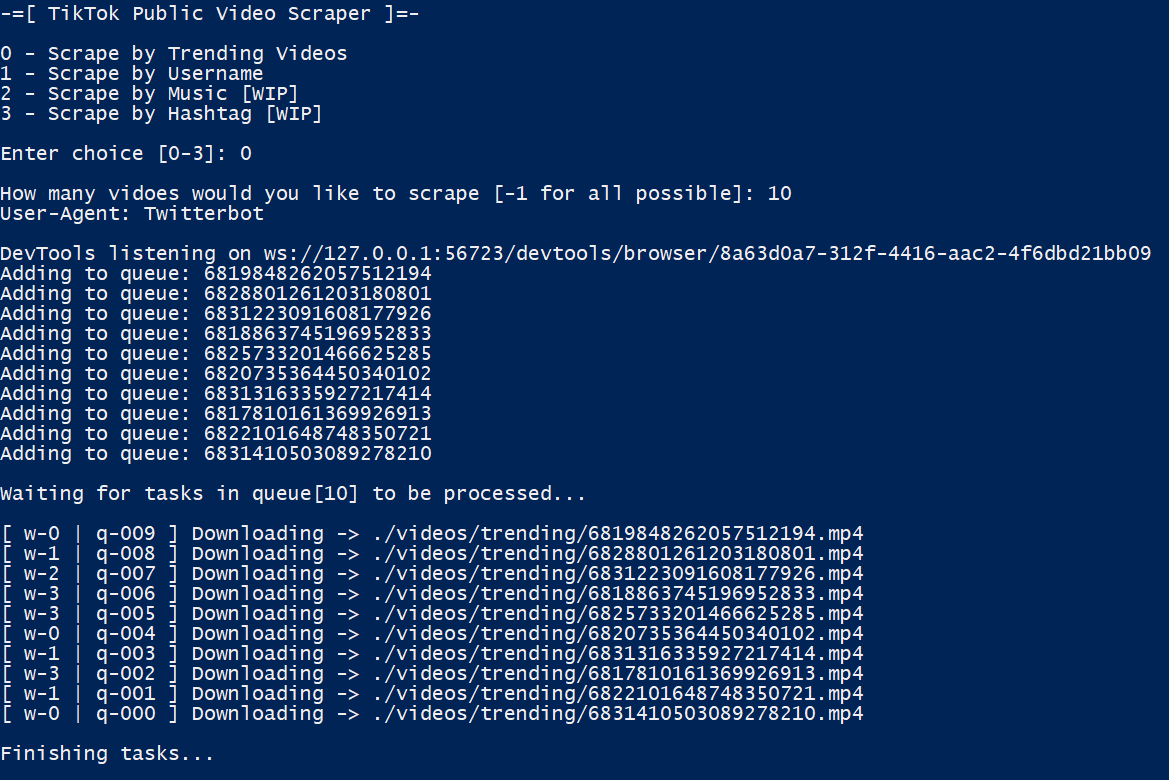 -=[ TikTok Public Video Scraper ]=-
0 - Scrape by Trending Videos
1 - Scrape by Username
2 - Scrape by Music [WIP]
3 - Scrape by Hashtag [WIP]
Enter choice [0-3]: 0
How many vidoes would you like to scrape [-1 for all possible]: 10
User-Agent: Twitterbot
DevTools listening on ws://127.0.0.1:56723/devtools/browser/8a63d0a7-312f-4416-aac2-4f6dbd21bb09
Adding to queue: 6819848262057512194
Adding to queue: 6828801261203180801
Adding to queue: 6831223091608177926
Adding to queue: 6818863745196952833
Adding to queue: 6825733201466625285
Adding to queue: 6820735364450340102
Adding to queue: 6831316335927217414
Adding to queue: 6817810161369926913
Adding to queue: 6822101648748350721
Adding to queue: 6831410503089278210
Waiting for tasks in queue[10] to be processed...
[ w-0 | q-009 ] Downloading -> ./videos/trending/6819848262057512194.mp4
[ w-1 | q-008 ] Downloading -> ./videos/trending/6828801261203180801.mp4
[ w-2 | q-007 ] Downloading -> ./videos/trending/6831223091608177926.mp4
[ w-3 | q-006 ] Downloading -> ./videos/trending/6818863745196952833.mp4
[ w-3 | q-005 ] Downloading -> ./videos/trending/6825733201466625285.mp4
[ w-0 | q-004 ] Downloading -> ./videos/trending/6820735364450340102.mp4
[ w-1 | q-003 ] Downloading -> ./videos/trending/6831316335927217414.mp4
[ w-3 | q-002 ] Downloading -> ./videos/trending/6817810161369926913.mp4
[ w-1 | q-001 ] Downloading -> ./videos/trending/6822101648748350721.mp4
[ w-0 | q-000 ] Downloading -> ./videos/trending/6831410503089278210.mp4
Finishing tasks...